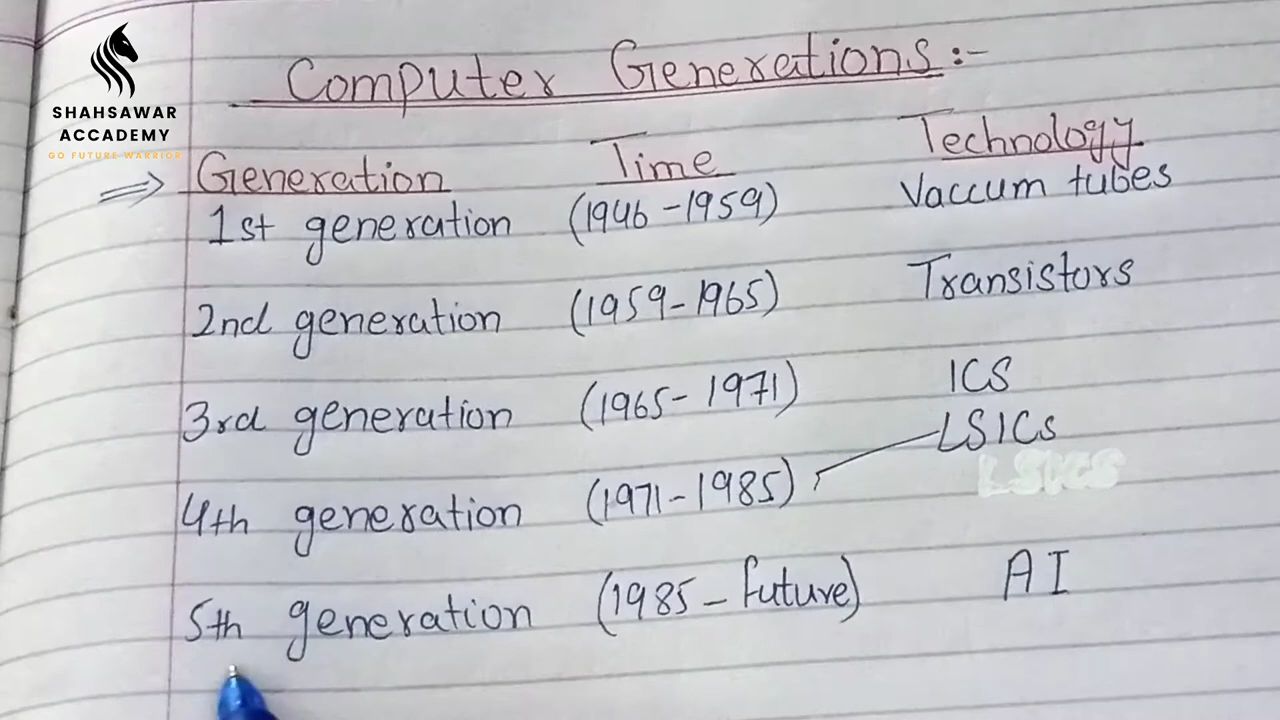 SHAHSAWAR
ACCADEMY
GO FUTURE WARRIOR
Computer Generations:-
Generation Time Technology
1st generation (1946-1959) Vaccum tubes
2nd generation (1959-1965) Transistors
3rd generation (1965-1971) ICS
4th generation (1971-1985) LSICs
LSICS
5th generation (1985-future) AI